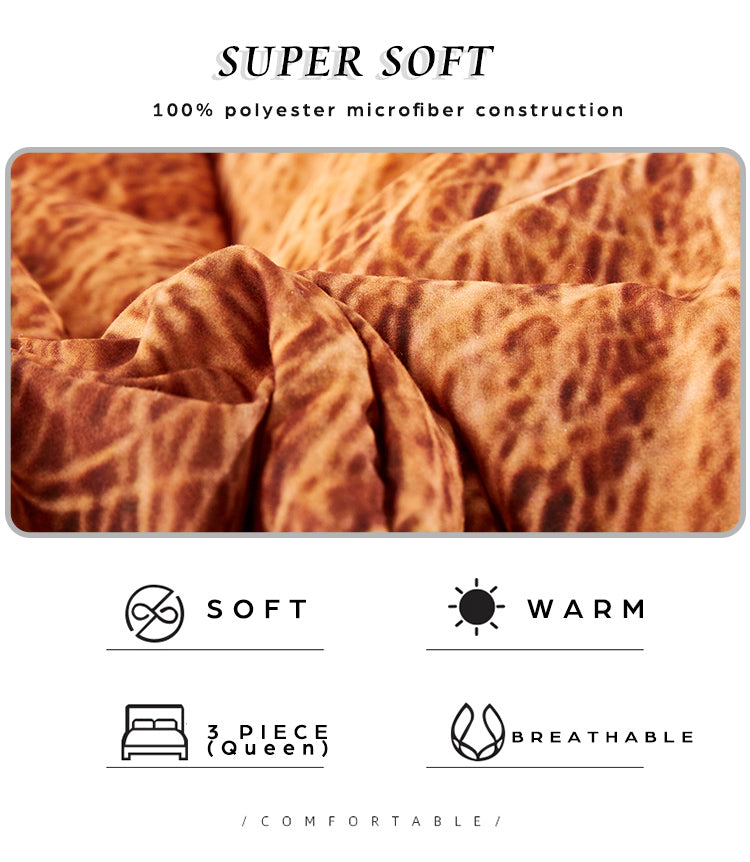 SUPER SOFT
100% polyester microfiber construction
SOFT
WARM
3 PIECE
(Queen)
BREATHABLE
/ COMFORTABLE /